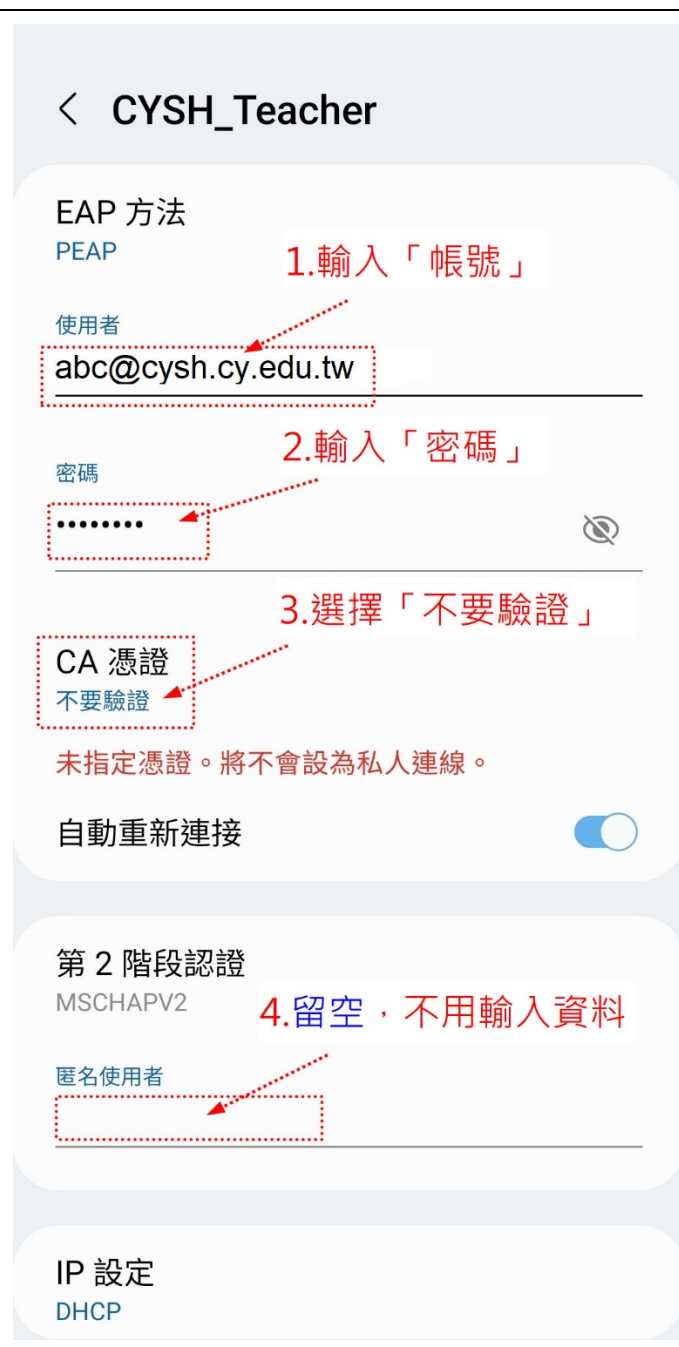 CYSH_Teacher
EAP 方法
PEAP
1.輸入「帳號」
使用者
abc@cysh.cy.edu.tw
2.輸入「密碼」
密碼
••••••••
3.選擇「不要驗證」
CA 憑證
不要驗證
未指定憑證。將不會設為私人連線。
自動重新連接
第 2 階段認證
MSCHAPV2
4.留空，不用輸入資料
匿名使用者
IP 設定
DHCP